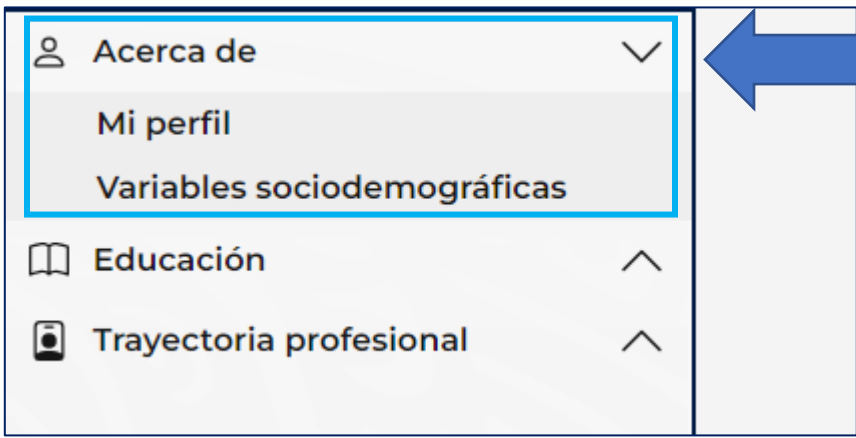 Acerca de
Mi perfil
Variables sociodemográficas
Educación
Trayectoria profesional